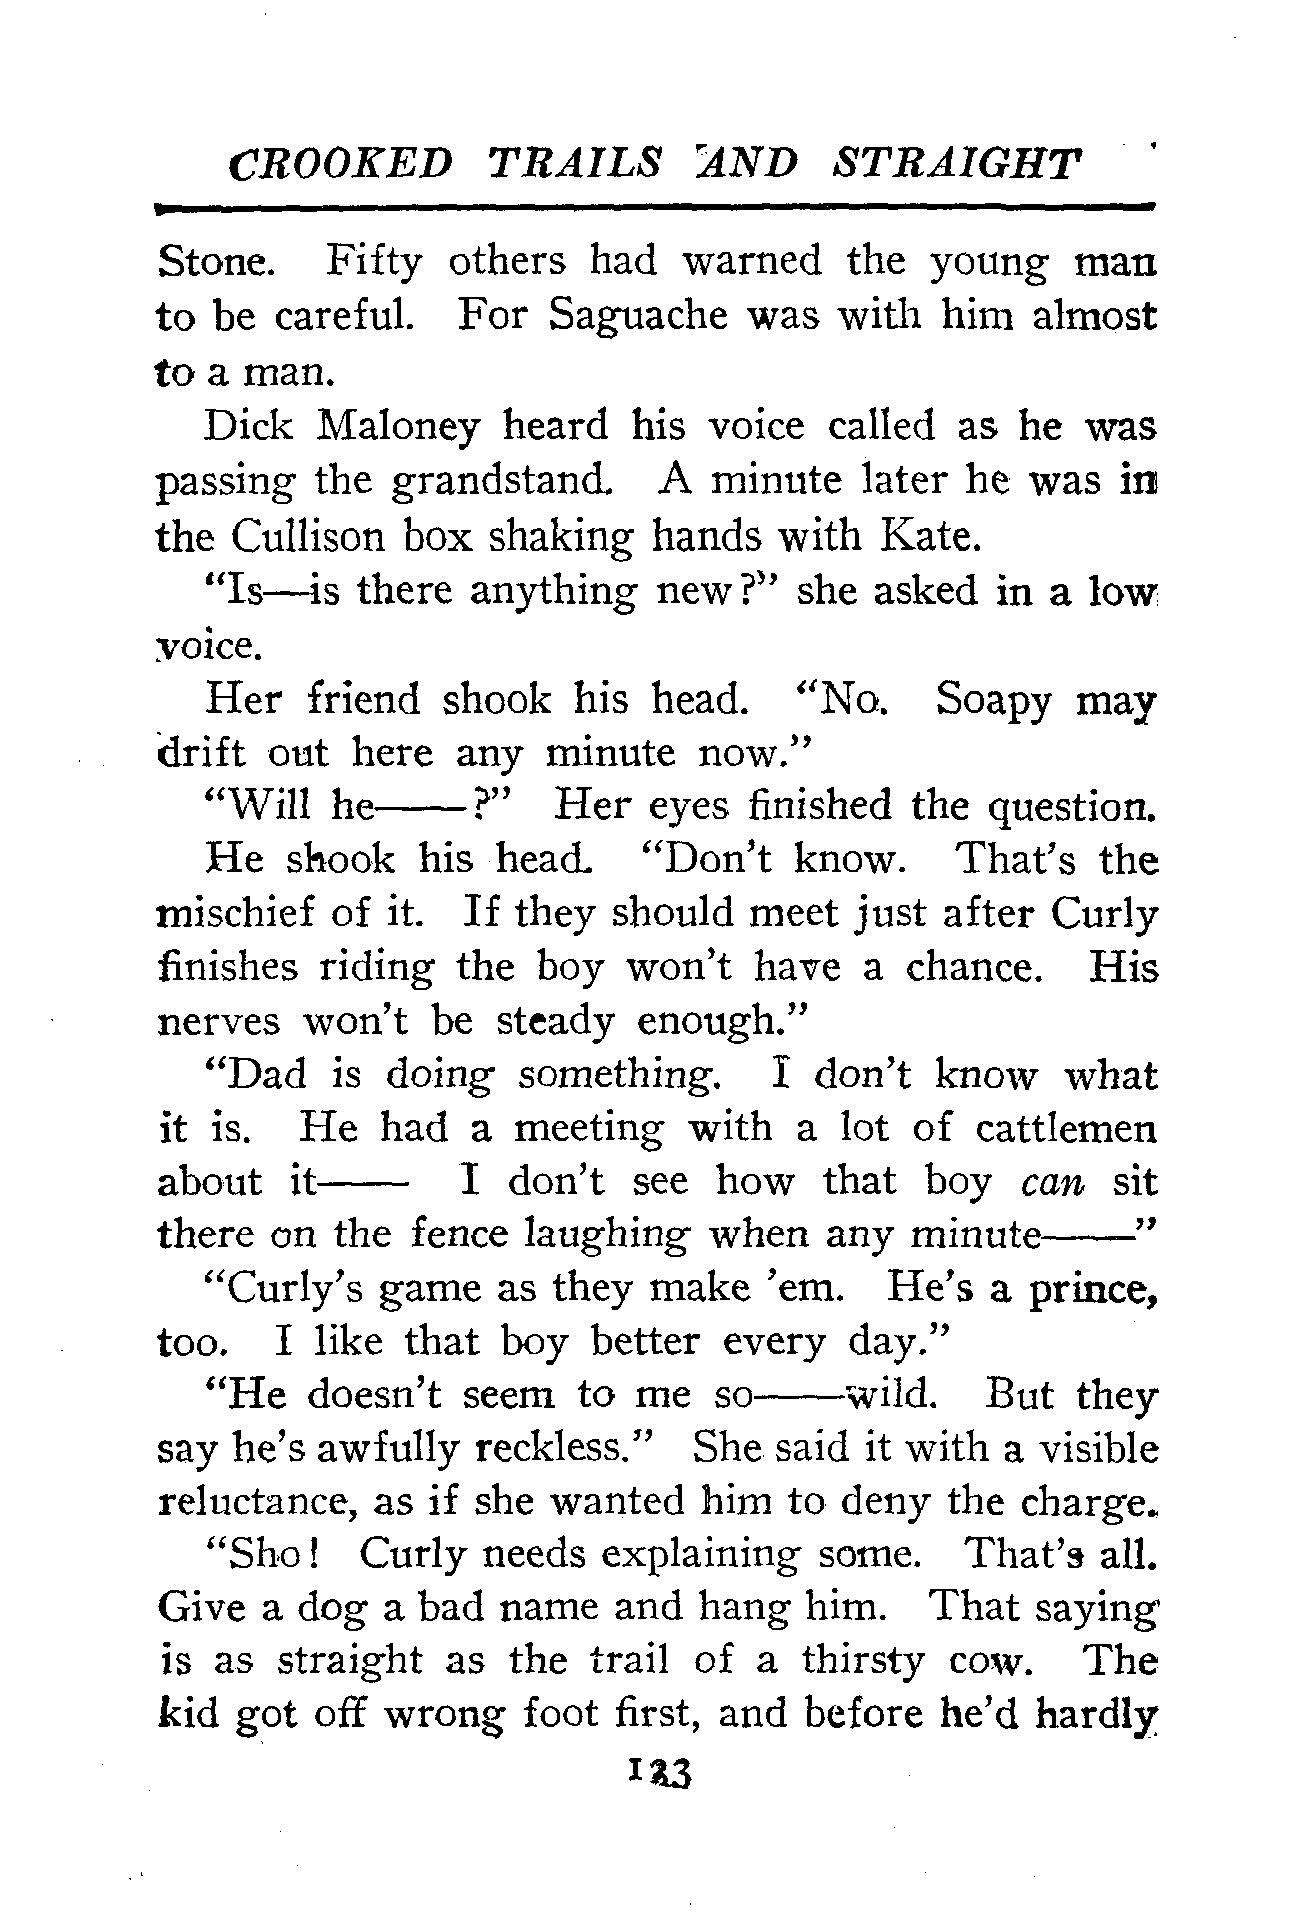 CROOKED TRAILS AND STRAIGHT
Stone. Fifty others had warned the young man
to be careful. For Saguache was with him almost
to a man.
Dick Maloney heard his voice called as he was
passing the grandstand. A minute later he was in
the Cullison box shaking hands with Kate.
“Is—is there anything new?” she asked in a low
voice.
Her friend shook his head. “No. Soapy may
drift out here any minute now.”
“Will he——?” Her eyes finished the question.
He shook his head. “Don’t know. That’s the
mischief of it. If they should meet just after Curly
finishes riding the boy won’t have a chance. His
nerves won’t be steady enough.”
“Dad is doing something. I don’t know what
it is. He had a meeting with a lot of cattlemen
about it—— I don’t see how that boy can sit
there on the fence laughing when any minute——”
“Curly’s game as they make ’em. He’s a prince,
too. I like that boy better every day.”
“He doesn’t seem to me so——wild. But they
say he’s awfully reckless.” She said it with a visible
reluctance, as if she wanted him to deny the charge.
“Sho! Curly needs explaining some. That’s all.
Give a dog a bad name and hang him. That saying
is as straight as the trail of a thirsty cow. The
kid got off wrong foot first, and before he’d hardly
123